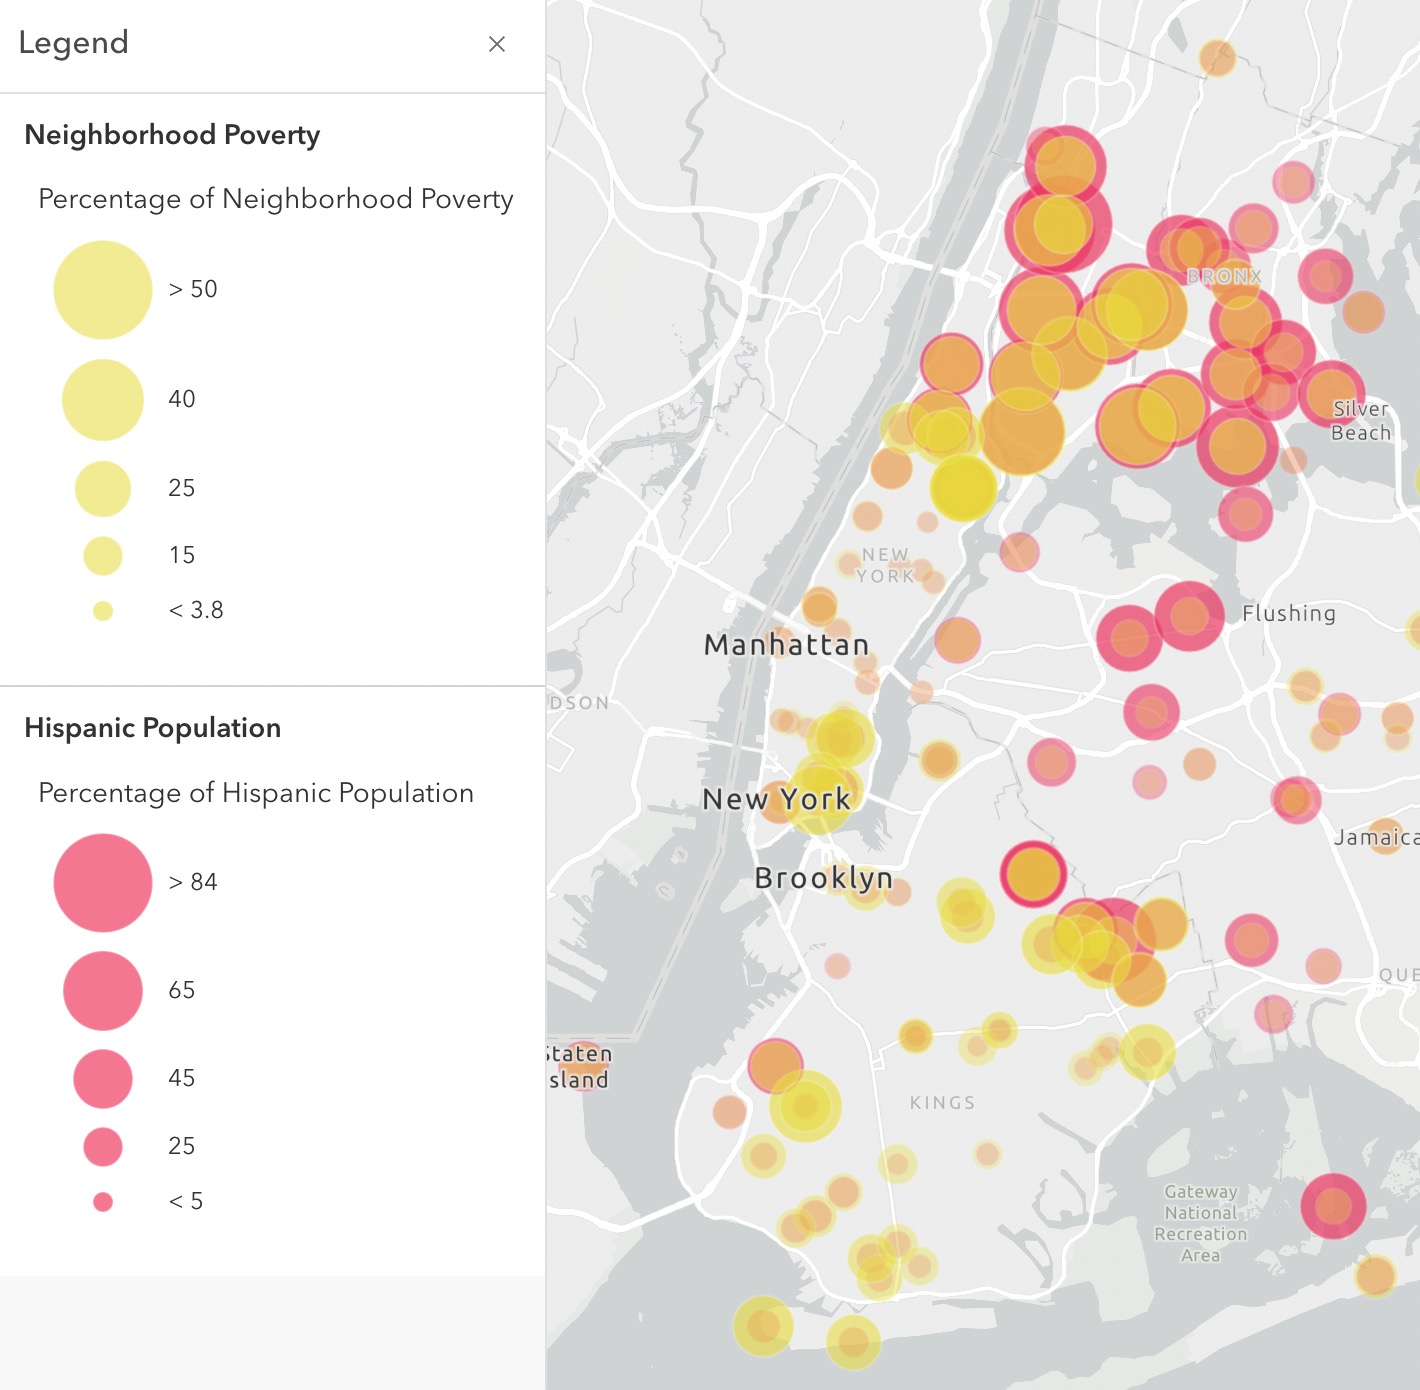 Legend
Neighborhood Poverty
Percentage of Neighborhood Poverty
> 50
40
25
15
< 3.8
Hispanic Population
Percentage of Hispanic Population
> 84
65
45
25
< 5
BRONX
Silver
Beach
NEW
YORK
Flushing
Manhattan
DSON
New York
Jamaica
Brooklyn
QUE
Staten
sland
KINGS
Gateway
National
Recreation
Area